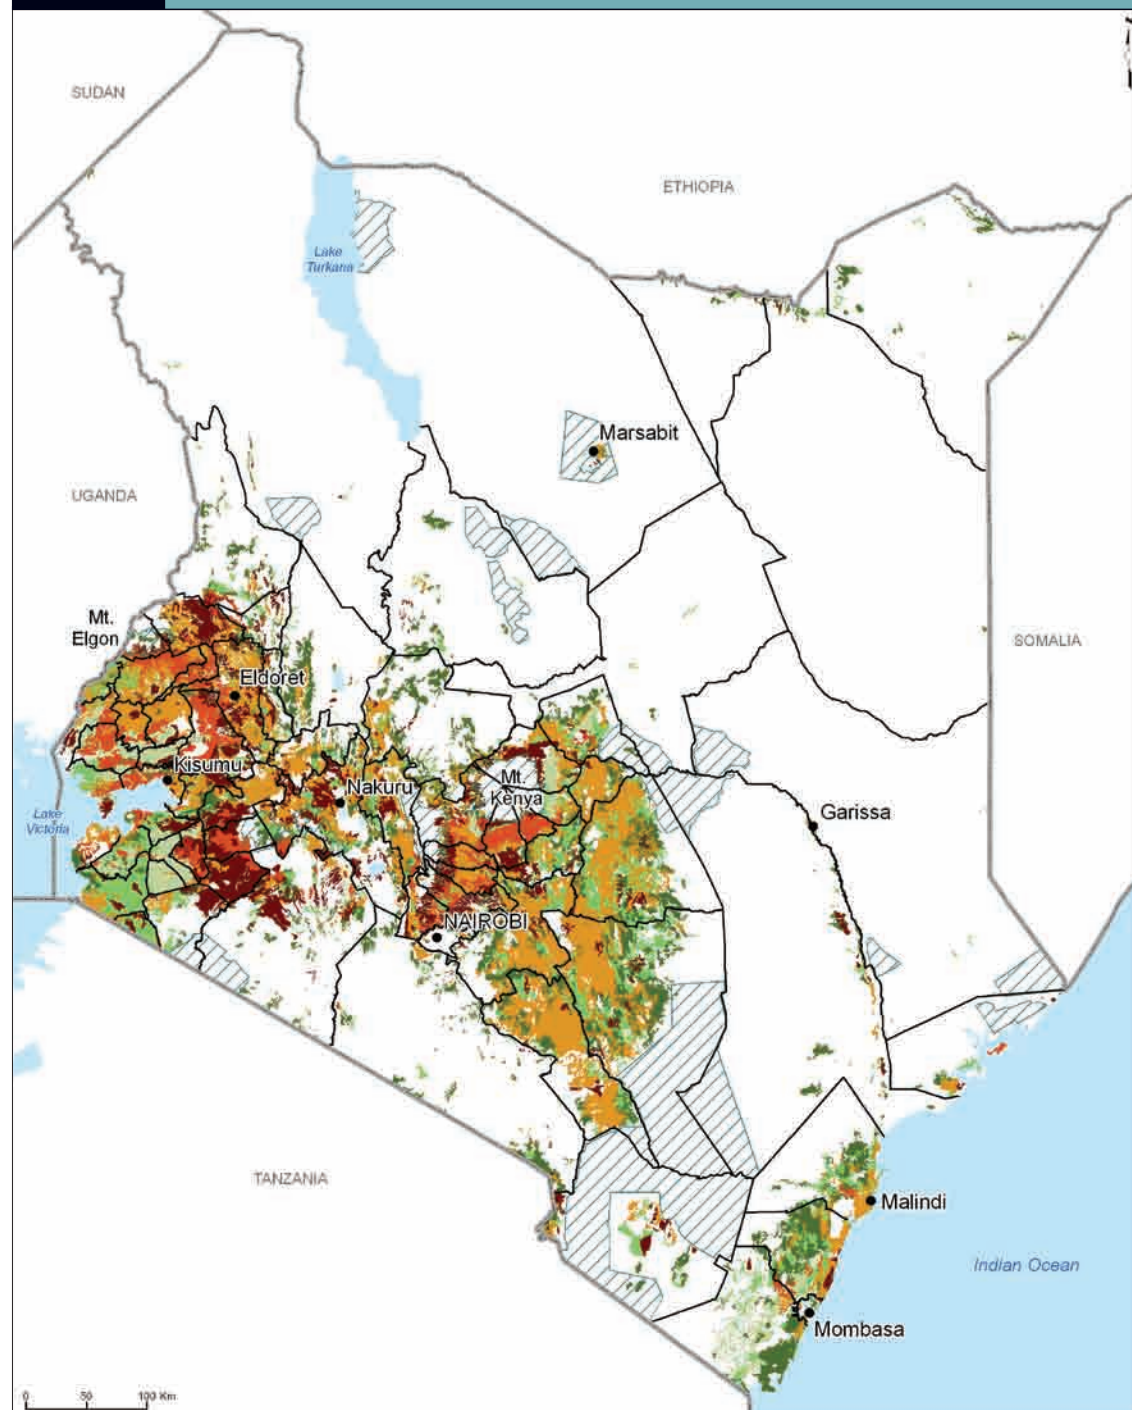 SUDAN
ETHIOPIA
Lake
Turkana
Marsabit
UGANDA
Mt.
Elgon
SOMALIA
Eldoret
Kisumu
Nakuru
Mt.
Kenya
Lake
Victoria
Garissa
NAIROBI
TANZANIA
Malindi
Indian Ocean
Mombasa
0 50 100 Km